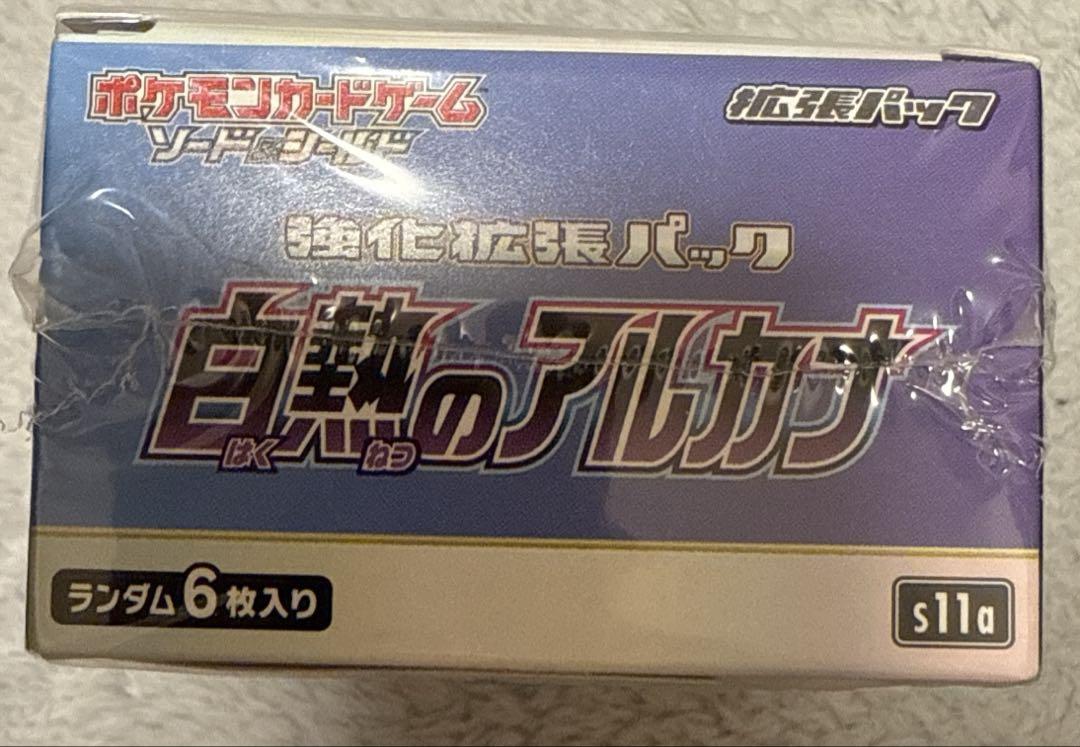 ポケモンカードゲーム
ソード&シールド
拡張パック
強化拡張パック
白熱のアルカナ
はく ねつ
ランダム6枚入り
s11a